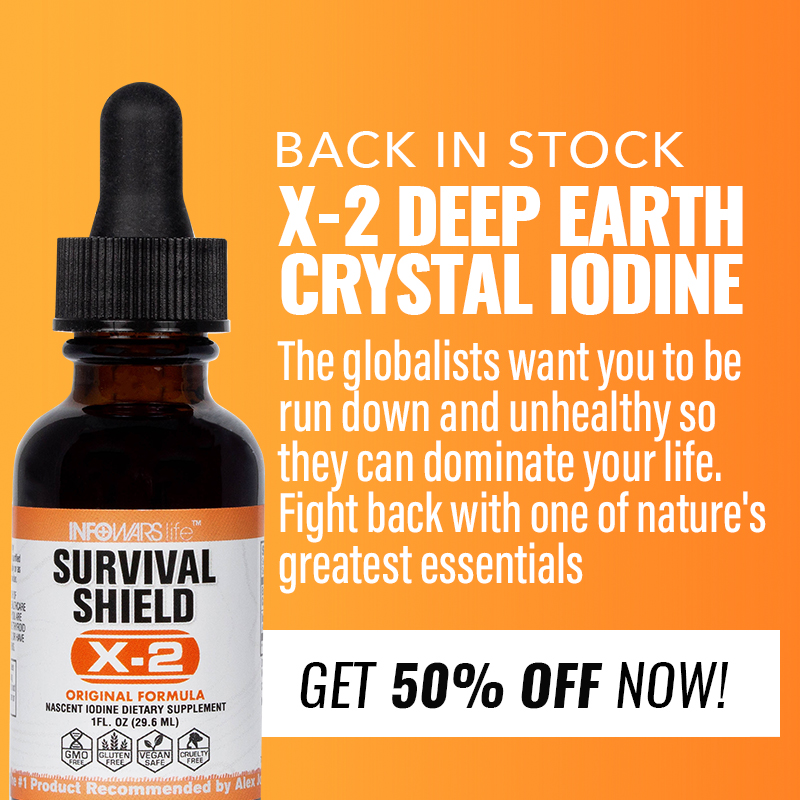 BACK IN STOCK
X-2 DEEP EARTH
CRYSTAL IODINE
The globalists want you to be
run down and unhealthy so
they can dominate your life.
Fight back with one of nature's
greatest essentials
GET 50% OFF NOW!
INFOWARS life™
SURVIVAL
SHIELD
X-2
ORIGINAL FORMULA
NASCENT IODINE DIETARY SUPPLEMENT
1FL. OZ (29.6 ML)
GMO FREE
GLUTEN FREE
VEGAN SAFE
CRUELTY FREE
#1 Product Recommended by Alex